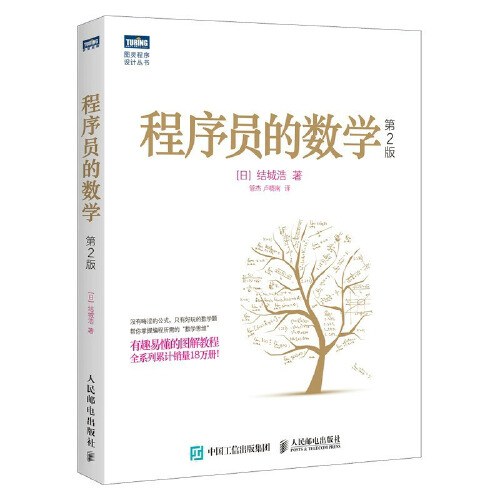 TURING
图灵程序
设计丛书
程序员的数学
第2版
[日] 结城浩 著
管杰 卢晓南 译
没有晦涩的公式,只有好玩的数学题
帮你掌握编程所需的“数学思维”
有趣易懂的图解教程
全系列累计销量18万册!
中国工信出版集团
人民邮电出版社
POSTS & TELECOM PRESS
TURING
程序员的数学
第2版
[日] 结城浩 著
人民邮电出版社